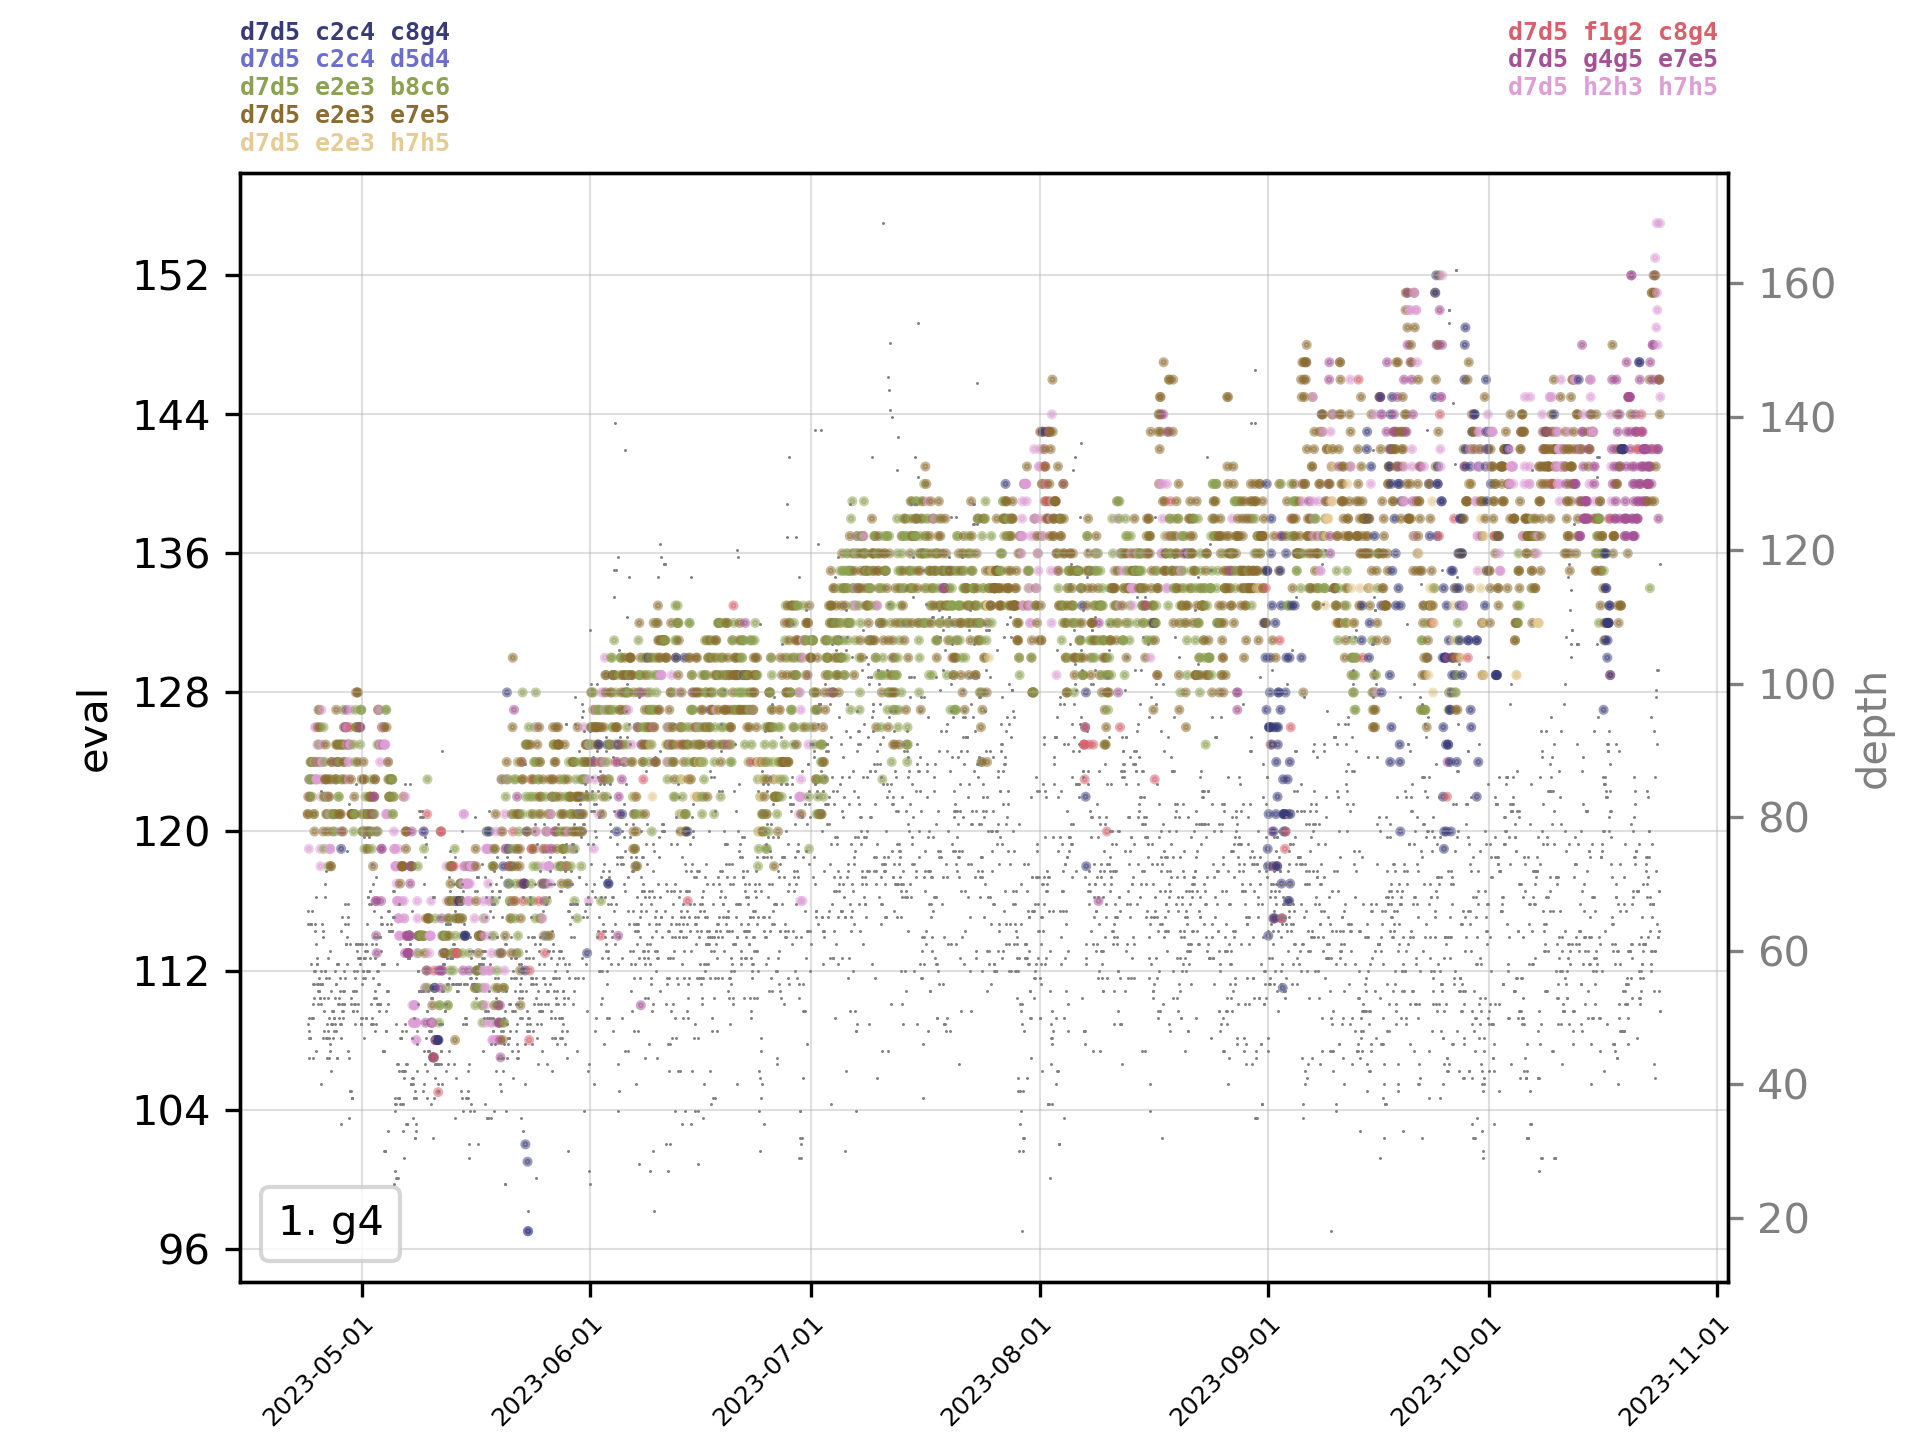 d7d5 c2c4 c8g4
d7d5 c2c4 d5d4
d7d5 e2e3 b8c6
d7d5 e2e3 e7e5
d7d5 e2e3 h7h5
d7d5 f1g2 c8g4
d7d5 g4g5 e7e5
d7d5 h2h3 h7h5
152
144
136
128
120
112
104
96
eval
160
140
120
100
80
60
40
20
depth
1. g4
2023-05-01
2023-06-01
2023-07-01
2023-08-01
2023-09-01
2023-10-01
2023-11-01